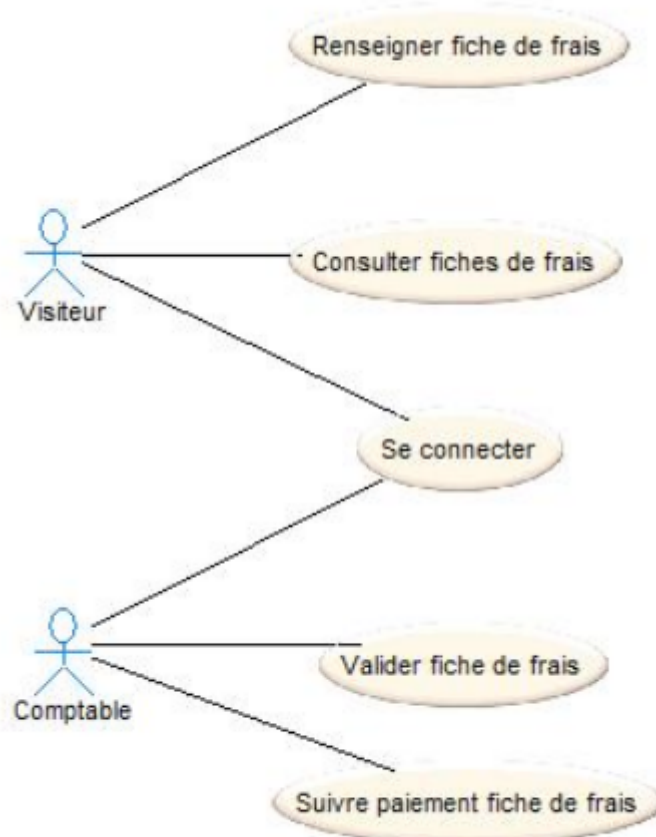 Renseigner fiche de frais
Consulter fiches de frais
Visiteur
Se connecter
Valider fiche de frais
Comptable
Suivre paiement fiche de frais